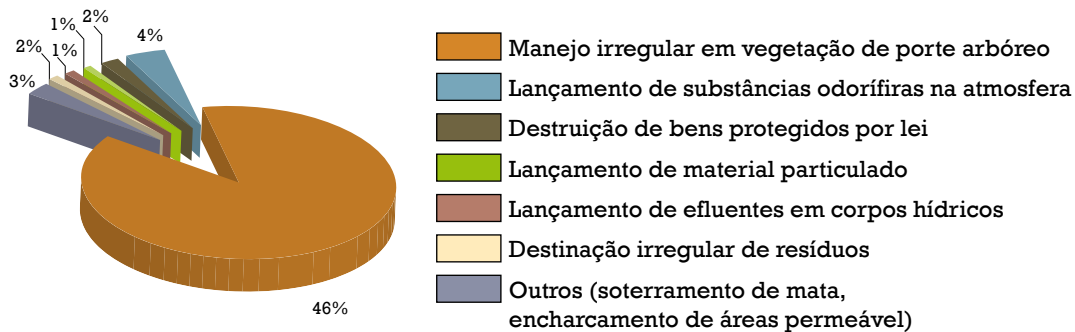 2%
1%
4%
2%
1%
3%
46%
Manejo irregular em vegetação de porte arbóreo
Lançamento de substâncias odorífiras na atmosfera
Destruição de bens protegidos por lei
Lançamento de material particulado
Lançamento de efluentes em corpos hídricos
Destinação irregular de resíduos
Outros (soterramento de mata,
encharcamento de áreas permeável)